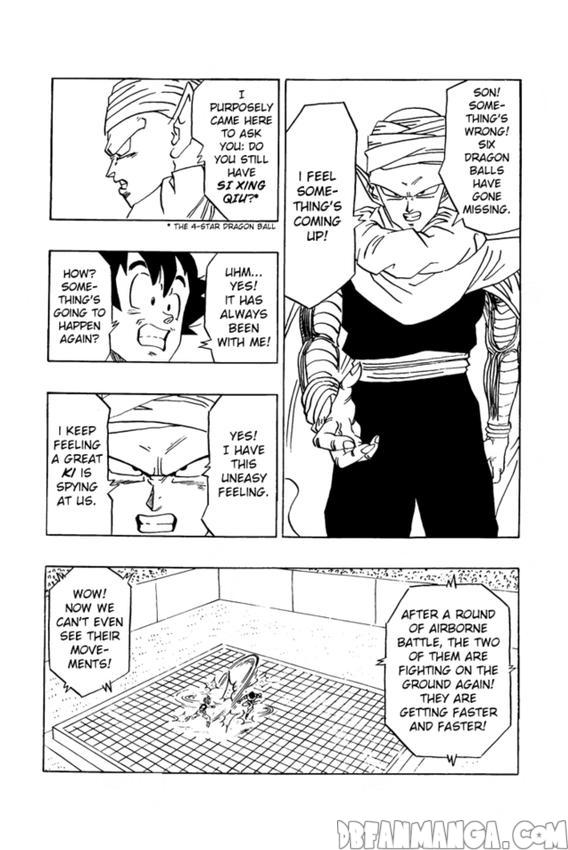 SON!
SOME-
THING'S
WRONG!
SIX
DRAGON
BALLS
HAVE
GONE
MISSING.
I FEEL
SOME-
THING'S
COMING
UP!
I
PURPOSELY
CAME HERE
TO ASK
YOU: DO
YOU STILL
HAVE
SI XING
QIU?*
* THE 4-STAR DRAGON BALL
UHM...
YES!
IT HAS
ALWAYS
BEEN
WITH ME!
HOW?
SOME-
THING'S
GOING TO
HAPPEN
AGAIN?
YES!
I HAVE
THIS
UNEASY
FEELING.
I KEEP
FEELING
A GREAT
KI IS
SPYING
AT US.
AFTER A ROUND
OF AIRBORNE
BATTLE, THE TWO
OF THEM ARE
FIGHTING ON THE
GROUND AGAIN!
THEY ARE
GETTING FASTER
AND FASTER!
WOW!
NOW WE
CAN'T EVEN
SEE THEIR
MOVE-
MENTS!
DBFANMANGA.COM